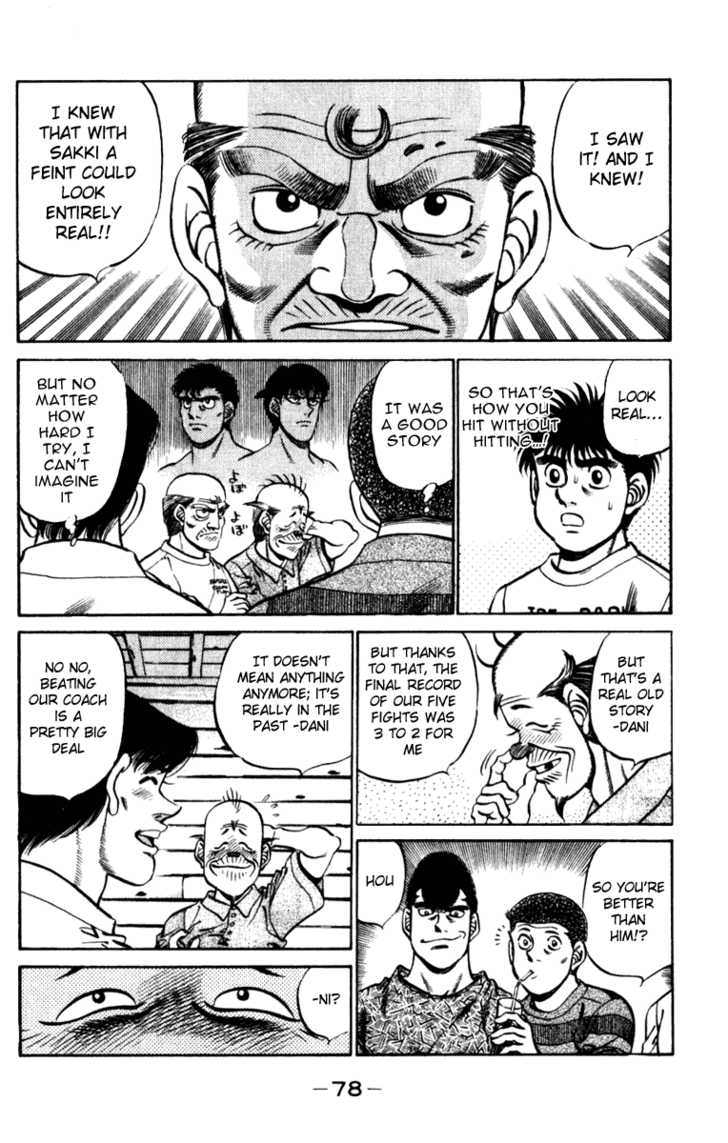 I SAW
IT! AND I
KNEW!
I KNEW
THAT WITH
SAKKI A
FEINT COULD
LOOK
ENTIRELY
REAL!!
LOOK
REAL...
SO THAT'S
HOW YOU
HIT WITHOUT
HITTING...!
IT WAS
A GOOD
STORY
よぼ
よぼ
BUT NO
MATTER
HOW
HARD I
TRY, I
CAN'T
IMAGINE
IT
BUT
THAT'S A
REAL OLD
STORY
-DANI
BUT THANKS
TO THAT, THE
FINAL RECORD
OF OUR FIVE
FIGHTS WAS
3 TO 2 FOR
ME
SO YOU'RE
BETTER
THAN
HIM!?
HOU
IT DOESN'T
MEAN ANYTHING
ANYMORE; IT'S
REALLY IN THE
PAST -DANI
NO NO,
BEATING
OUR COACH
IS A
PRETTY BIG
DEAL
-NI?
-78-